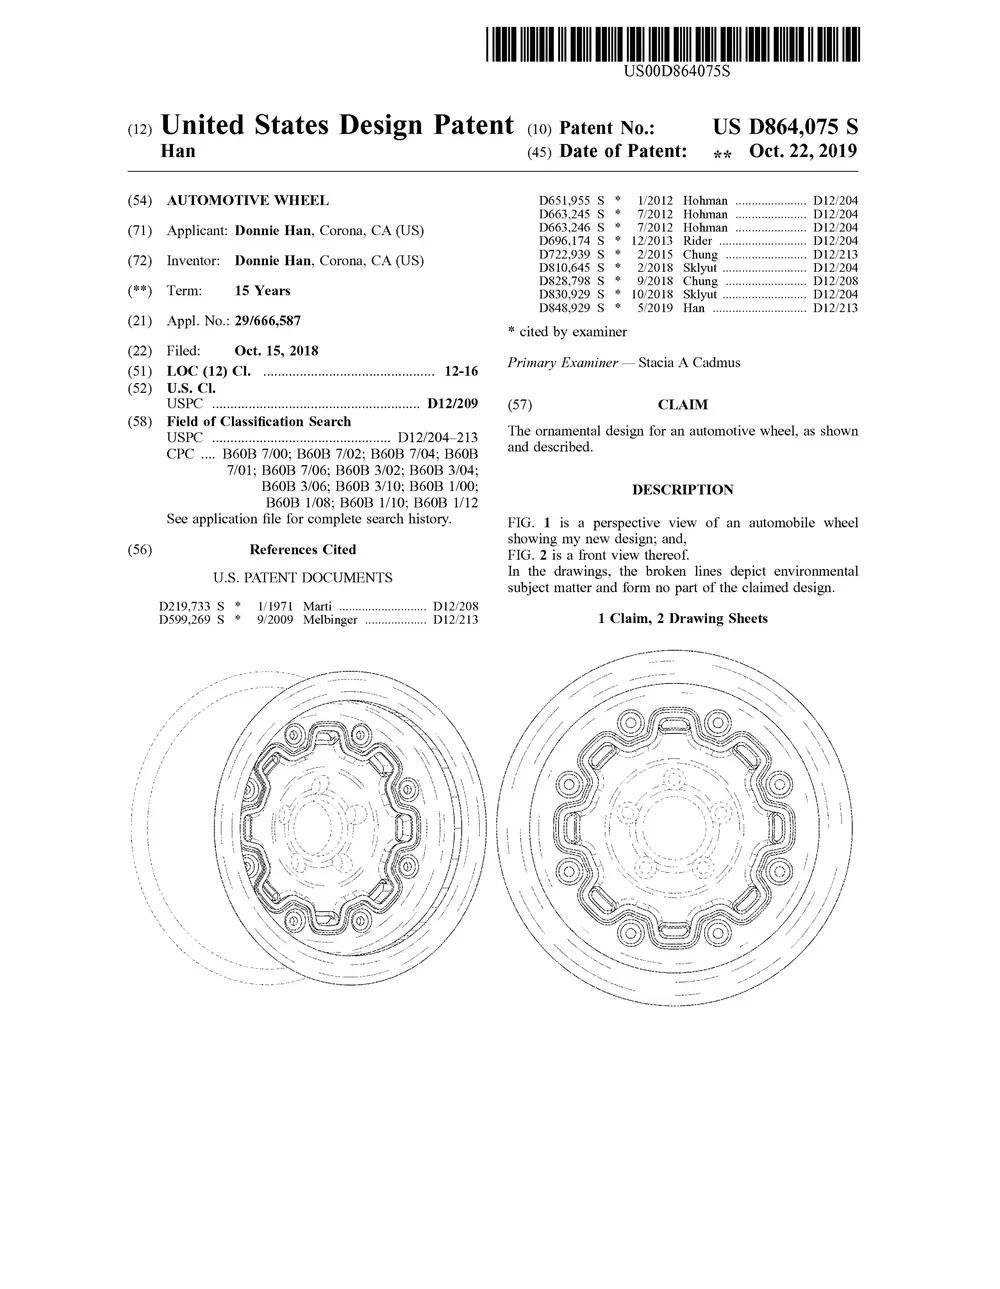 US00D864075S
(12) United States Design Patent
Han
(10) Patent No.: US D864,075 S
(45) Date of Patent: ** Oct. 22, 2019
(54) AUTOMOTIVE WHEEL
(71) Applicant: Donnie Han, Corona, CA (US)
(72) Inventor: Donnie Han, Corona, CA (US)
(**) Term: 15 Years
(21) Appl. No.: 29/666,587
(22) Filed: Oct. 15, 2018
(51) LOC (12) Cl. ............................................... 12-16
(52) U.S. Cl.
USPC ......................................................... D12/209
(58) Field of Classification Search
USPC ................................................. D12/204–213
CPC .... B60B 7/00; B60B 7/02; B60B 7/04; B60B
7/01; B60B 7/06; B60B 3/02; B60B 3/04;
B60B 3/06; B60B 3/10; B60B 1/00;
B60B 1/08; B60B 1/10; B60B 1/12
See application file for complete search history.
(56) References Cited
U.S. PATENT DOCUMENTS
D219,733 S * 1/1971 Marti ........................... D12/208
D599,269 S * 9/2009 Melbinger ................... D12/213
D651,955 S * 1/2012 Hohman ...................... D12/204
D663,245 S * 7/2012 Hohman ...................... D12/204
D663,246 S * 7/2012 Hohman ...................... D12/204
D696,174 S * 12/2013 Rider ........................... D12/204
D722,939 S * 2/2015 Chung ......................... D12/213
D810,645 S * 2/2018 Sklyut .......................... D12/204
D828,798 S * 9/2018 Chung ......................... D12/208
D830,929 S * 10/2018 Sklyut .......................... D12/204
D848,929 S * 5/2019 Han ............................. D12/213
* cited by examiner
Primary Examiner — Stacia A Cadmus
(57) CLAIM
The ornamental design for an automotive wheel, as shown
and described.
DESCRIPTION
FIG. 1 is a perspective view of an automobile wheel
showing my new design; and,
FIG. 2 is a front view thereof.
In the drawings, the broken lines depict environmental
subject matter and form no part of the claimed design.
1 Claim, 2 Drawing Sheets